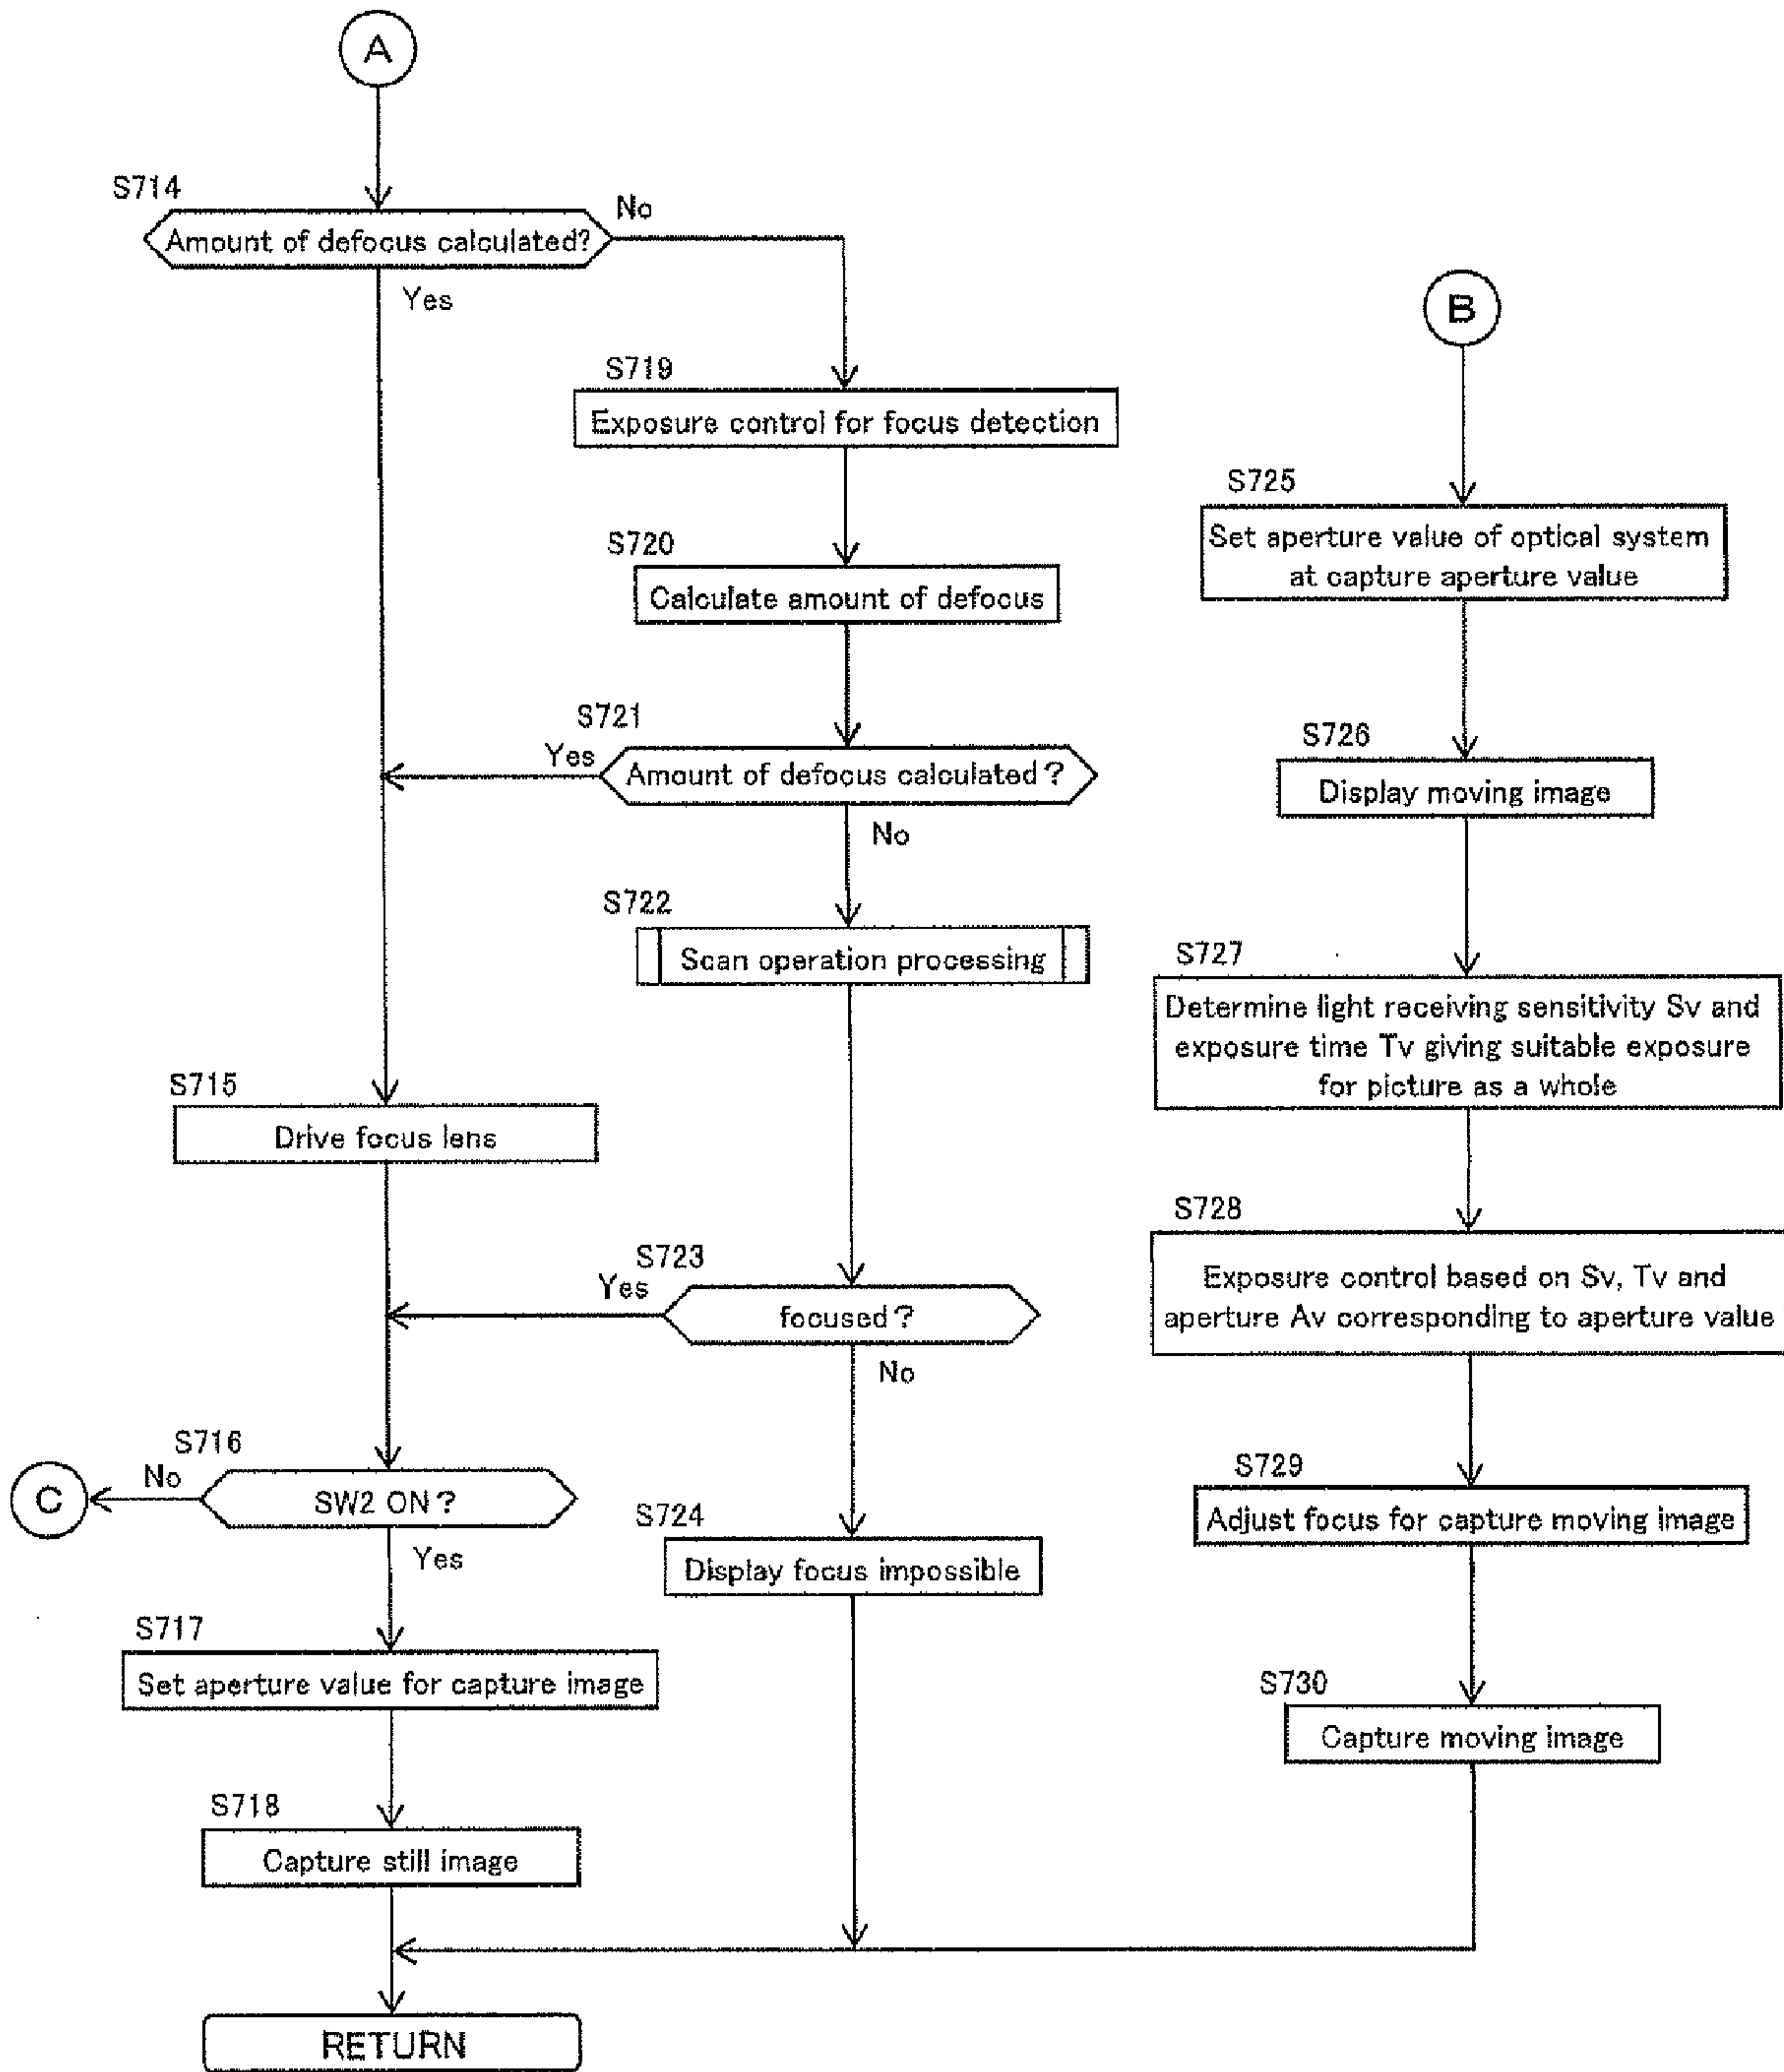 A
S714
Amount of defocus calculated?
No
Yes
S719
Exposure control for focus detection
S720
Calculate amount of defocus
S721
Yes
Amount of defocus calculated ?
No
S722
Scan operation processing
S715
Drive focus lens
S723
Yes
focused ?
No
S716
No
C
SW2 ON ?
Yes
S724
Display focus impossible
S717
Set aperture value for capture image
S718
Capture still image
RETURN
B
S725
Set aperture value of optical system
at capture aperture value
S726
Display moving image
S727
Determine light receiving sensitivity Sv and
exposure time Tv giving suitable exposure
for picture as a whole
S728
Exposure control based on Sv, Tv and
aperture Av corresponding to aperture value
S729
Adjust focus for capture moving image
S730
Capture moving image